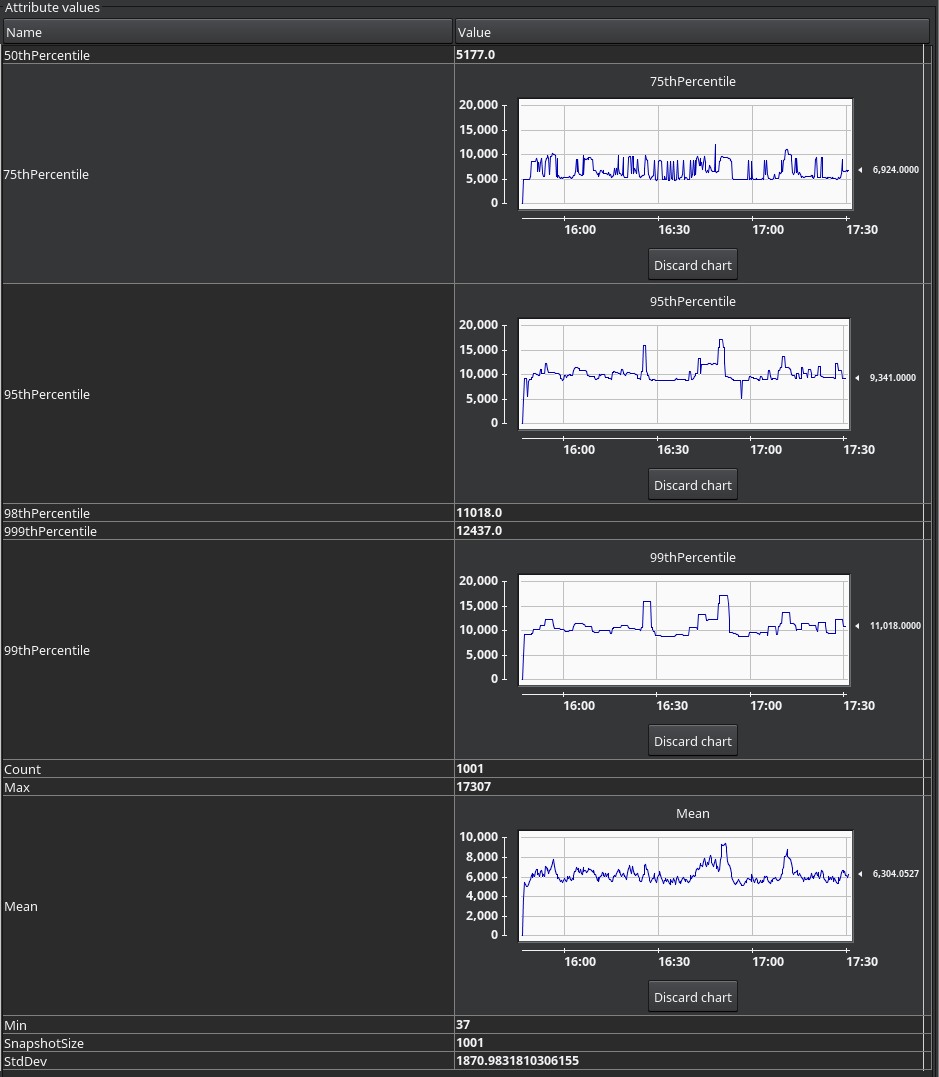 Attribute values
Name Value
50thPercentile 5177.0
75thPercentile
75thPercentile
20,000
15,000
10,000
5,000
0
6,924.0000
16:00 16:30 17:00 17:30
Discard chart
95thPercentile
95thPercentile
20,000
15,000
10,000
5,000
0
9,341.0000
16:00 16:30 17:00 17:30
Discard chart
98thPercentile 11018.0
999thPercentile 12437.0
99thPercentile
99thPercentile
20,000
15,000
10,000
5,000
0
11,018.0000
16:00 16:30 17:00 17:30
Discard chart
Count 1001
Max 17307
Mean
Mean
10,000
8,000
6,000
4,000
2,000
0
6,304.0527
16:00 16:30 17:00 17:30
Discard chart
Min 37
SnapshotSize 1001
StdDev 1870.9831810306155